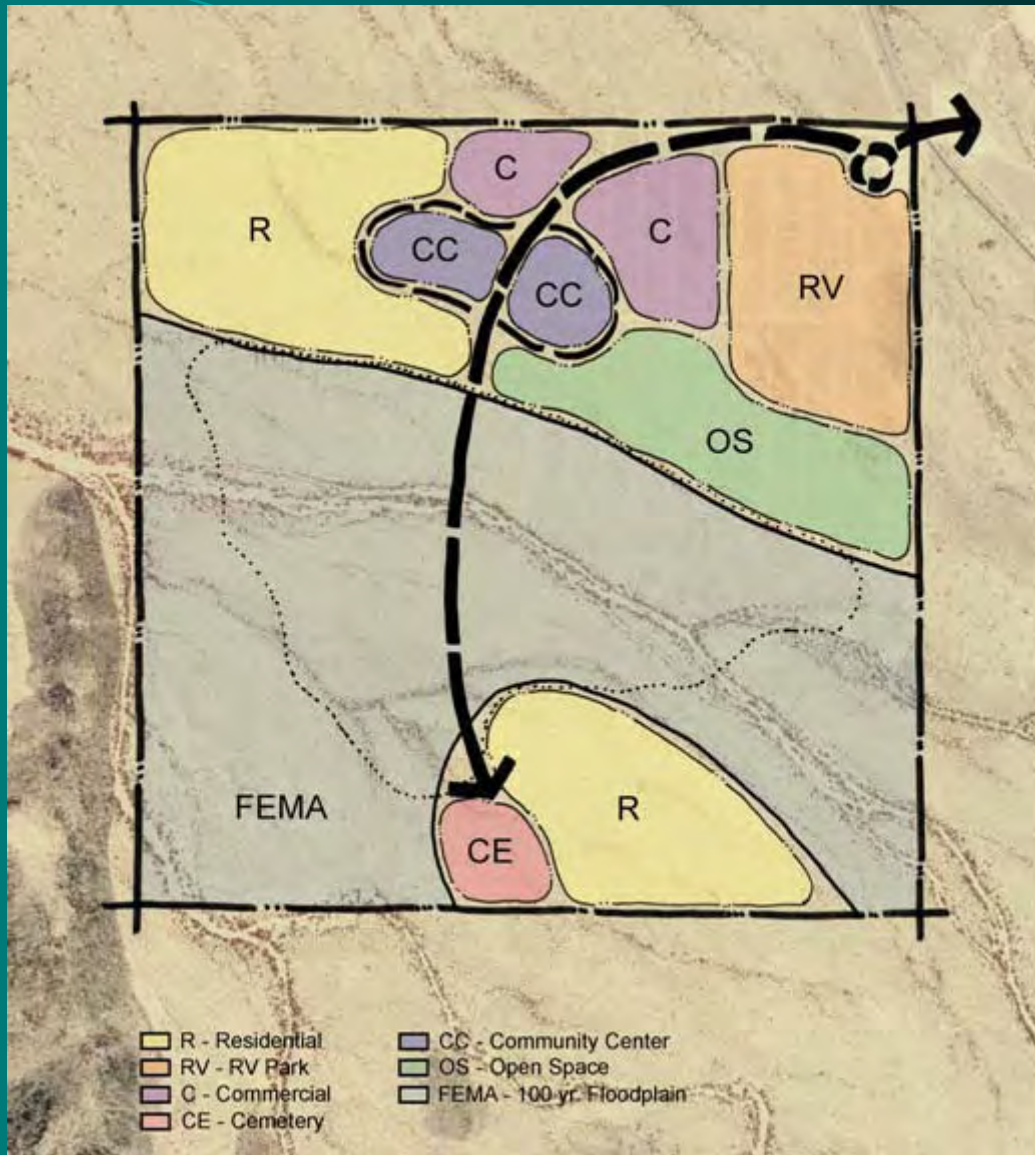 C
R
C
CC
CC
RV
OS
FEMA
R
CE
R - Residential
RV - RV Park
C - Commercial
CE - Cemetery
CC - Community Center
OS - Open Space
FEMA - 100 yr. Floodplain